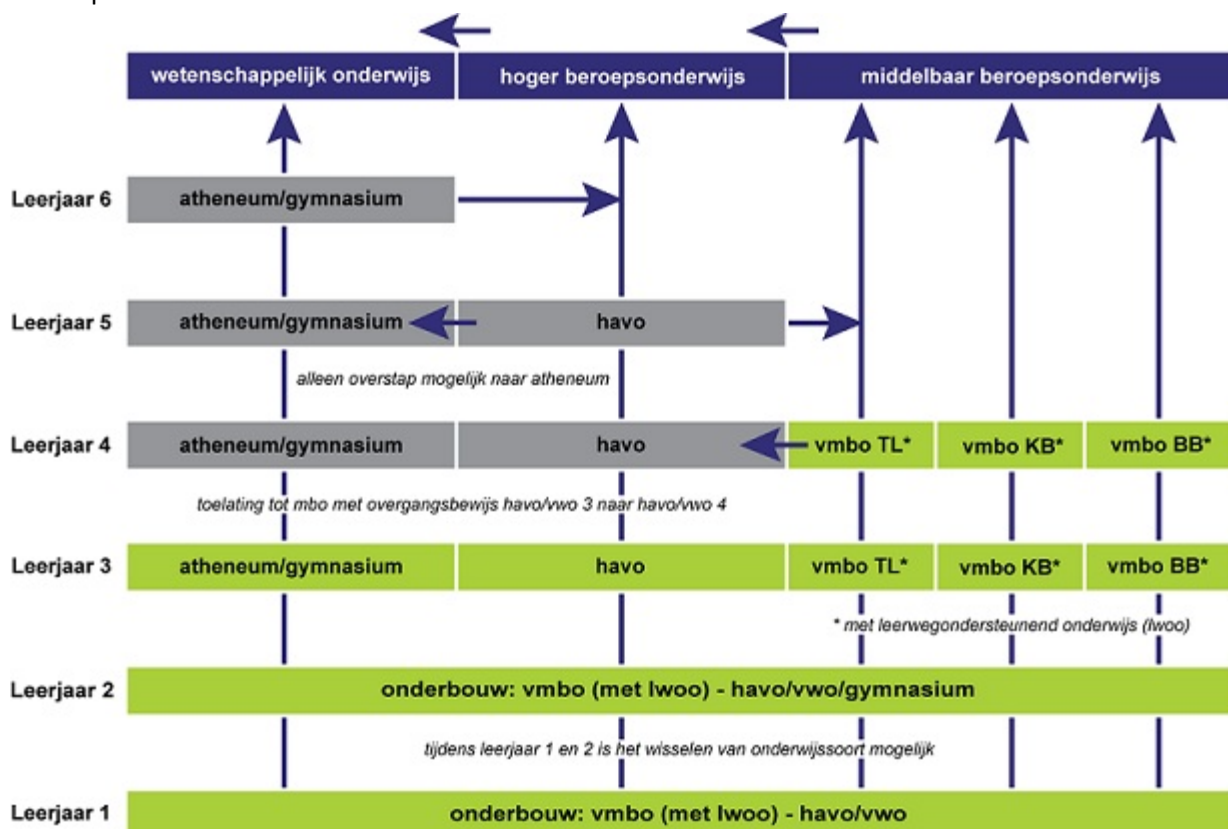 wetenschappelijk onderwijs hoger beroepsonderwijs middelbaar beroepsonderwijs
Leerjaar 6 atheneum/gymnasium
Leerjaar 5 atheneum/gymnasium havo
alleen overstap mogelijk naar atheneum
Leerjaar 4 atheneum/gymnasium havo vmbo TL* vmbo KB* vmbo BB*
toelating tot mbo met overgangsbewijs havo/vwo 3 naar havo/vwo 4
Leerjaar 3 atheneum/gymnasium havo vmbo TL* vmbo KB* vmbo BB*
* met leerwegondersteunend onderwijs (lwoo)
Leerjaar 2 onderbouw: vmbo (met lwoo) - havo/vwo/gymnasium
tijdens leerjaar 1 en 2 is het wisselen van onderwijssoort mogelijk
Leerjaar 1 onderbouw: vmbo (met lwoo) - havo/vwo